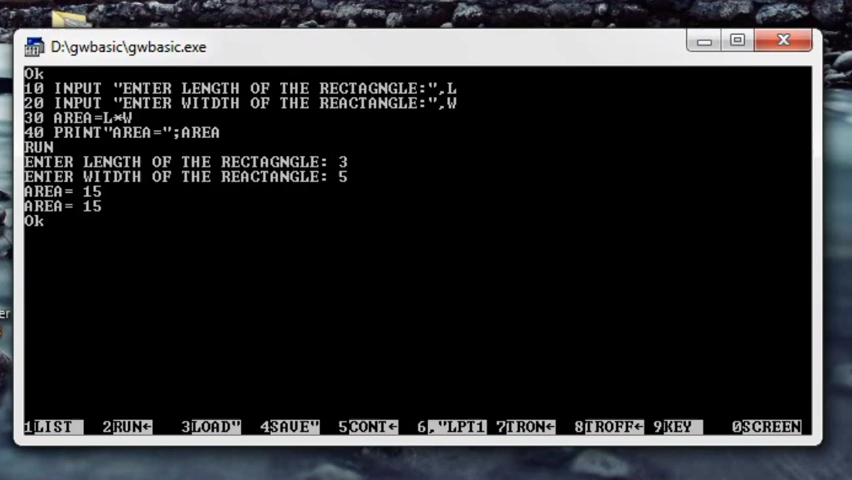 D:\gwbasic\gwbasic.exe
Ok
10 INPUT "ENTER LENGTH OF THE RECTAGNGLE:",L
20 INPUT "ENTER WITDTH OF THE REACTANGLE:",W
30 AREA=L*W
40 PRINT"AREA=";AREA
RUN
ENTER LENGTH OF THE RECTAGNGLE: 3
ENTER WITDTH OF THE REACTANGLE: 5
AREA= 15
AREA= 15
Ok
er
1LIST 2RUN← 3LOAD" 4SAVE" 5CONT← 6,"LPT1 7TRON← 8TROFF← 9KEY 0SCREEN